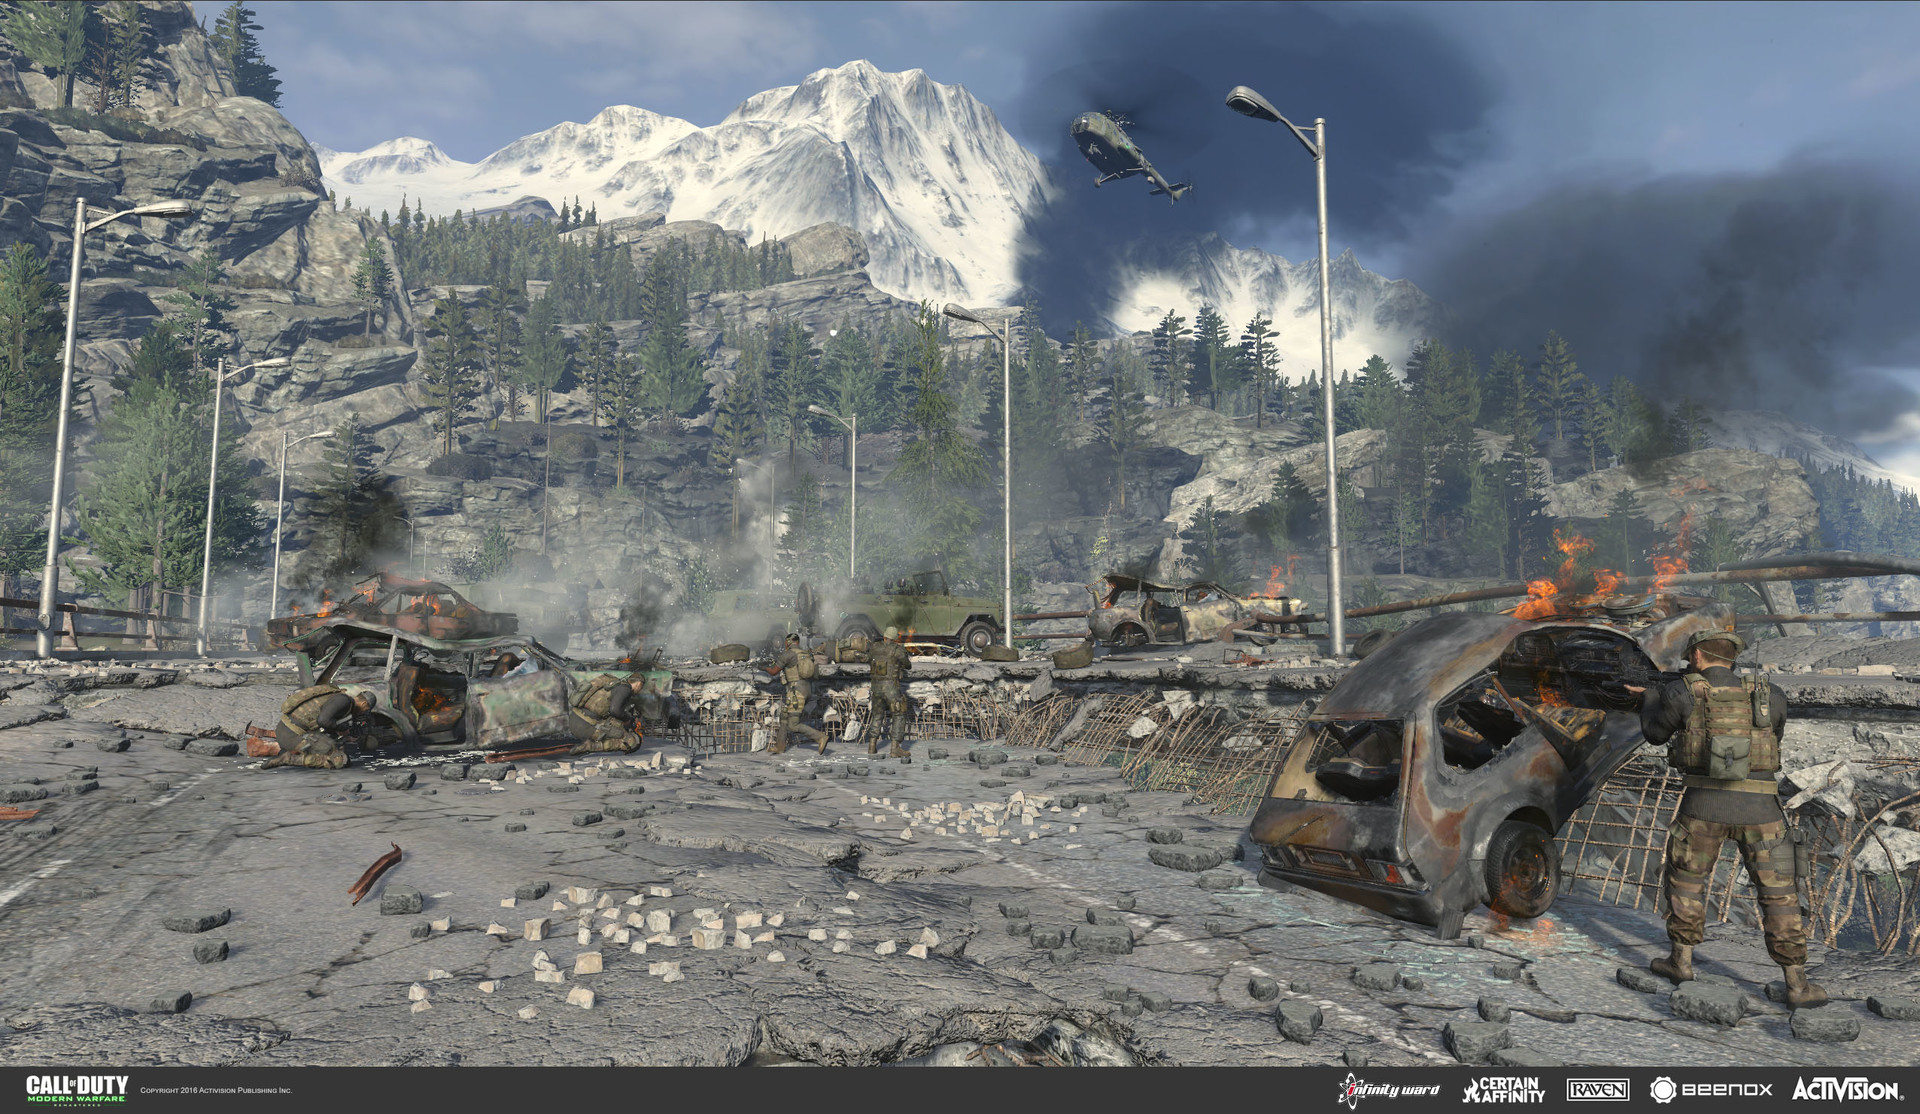 CALL OF DUTY
MODERN WARFARE
REMASTERED
COPYRIGHT 2016 ACTIVISION PUBLISHING INC.
infinity ward
CERTAIN AFFINITY
RAVEN
BEENOX
ACTIVISION®